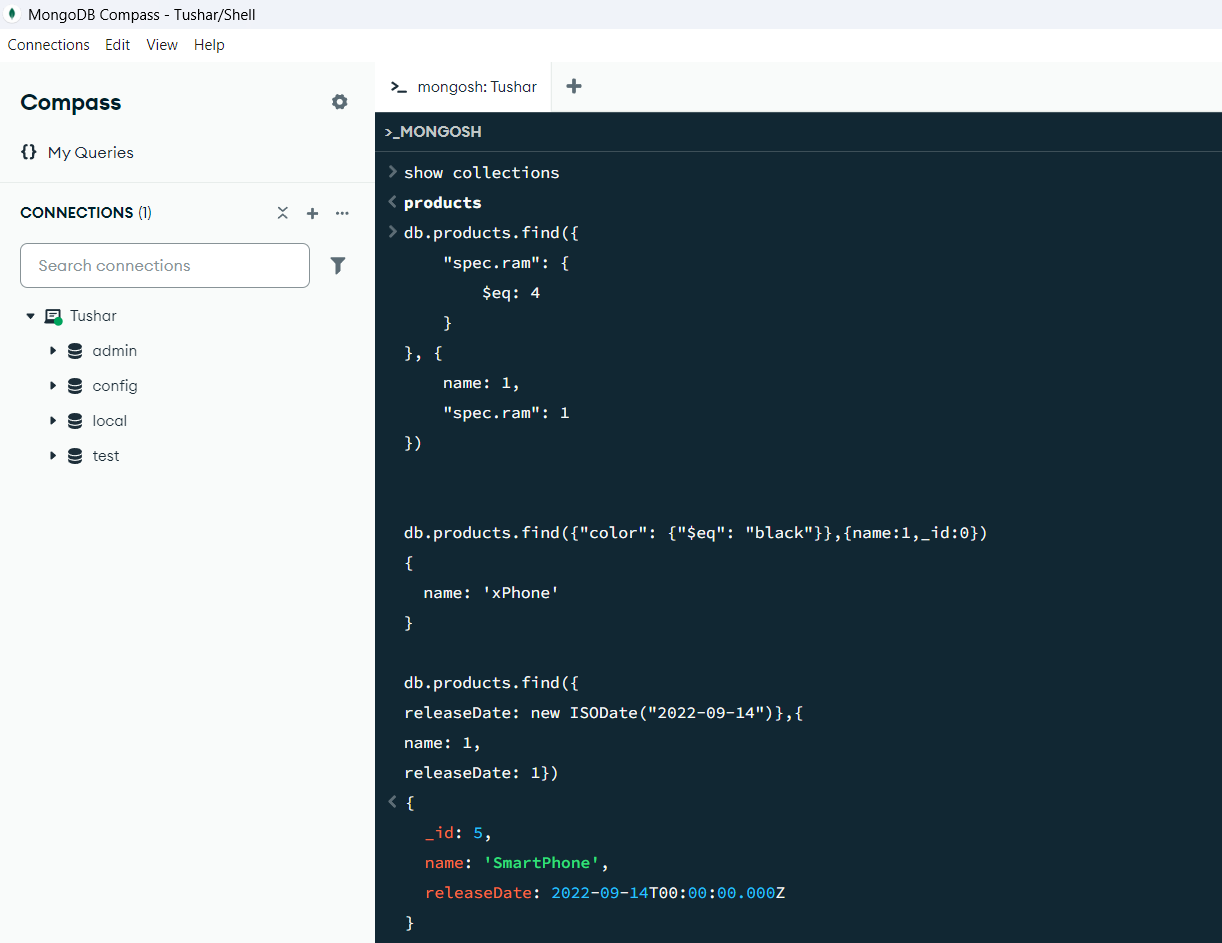 MongoDB Compass - Tushar/Shell
Connections Edit View Help
Compass
{} My Queries
CONNECTIONS (1)
Search connections
Tushar
admin
config
local
test
>_ mongosh: Tushar +
>_MONGOSH
> show collections
< products
> db.products.find({
    "spec.ram": {
        $eq: 4
    }
}, {
    name: 1,
    "spec.ram": 1
})
db.products.find({"color": {"$eq": "black"}},{name:1,_id:0})
{
  name: 'xPhone'
}
db.products.find({
releaseDate: new ISODate("2022-09-14")},{
name: 1,
releaseDate: 1})
< {
  _id: 5,
  name: 'SmartPhone',
  releaseDate: 2022-09-14T00:00:00.000Z
}